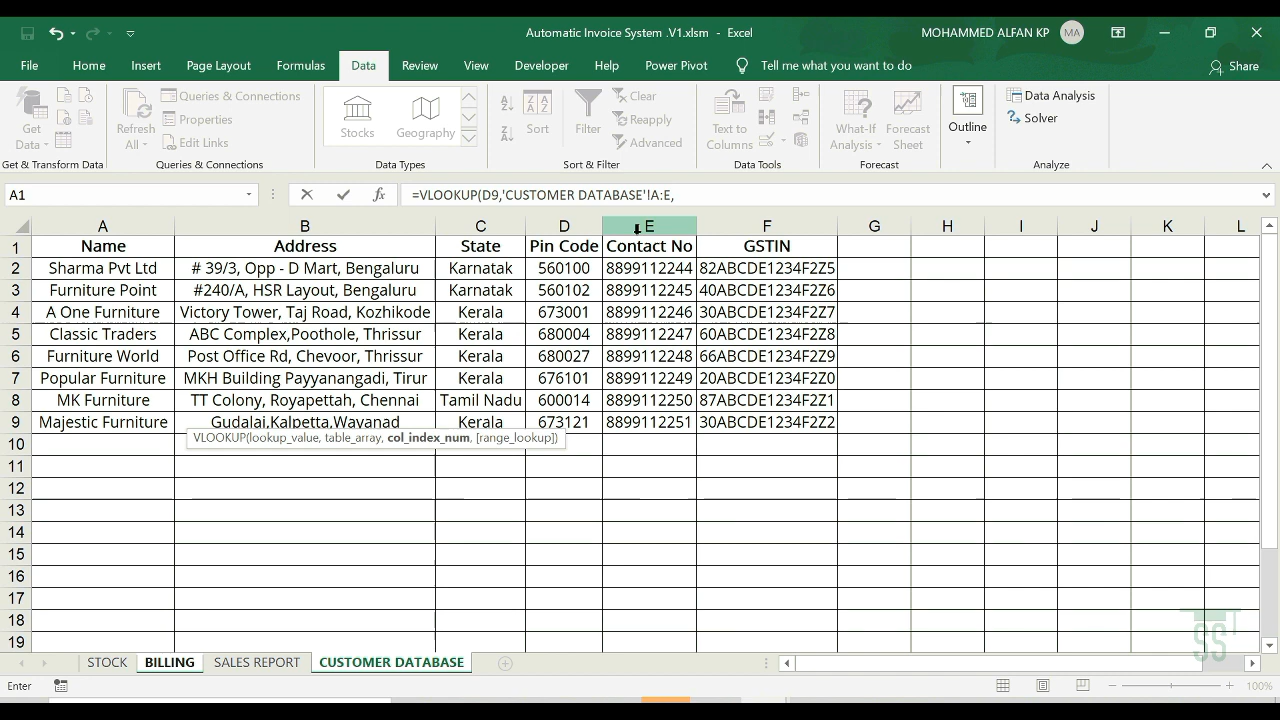 Automatic Invoice System .V1.xlsm - Excel
MOHAMMED ALFAN KP
MA
File Home Insert Page Layout Formulas Data Review View Developer Help Power Pivot Tell me what you want to do Share
Get Data
Refresh All
Queries & Connections
Properties
Edit Links
Stocks
Geography
Sort
Filter
Clear
Reapply
Advanced
Text to Columns
What-If Analysis
Forecast Sheet
Outline
Data Analysis
Solver
Get & Transform Data Queries & Connections Data Types Sort & Filter Data Tools Forecast Analyze
A1 fx =VLOOKUP(D9,'CUSTOMER DATABASE'!A:E,
A B C D E F G H I J K L
1 Name Address State Pin Code Contact No GSTIN
2 Sharma Pvt Ltd # 39/3, Opp - D Mart, Bengaluru Karnatak 560100 8899112244 82ABCDE1234F2Z5
3 Furniture Point #240/A, HSR Layout, Bengaluru Karnatak 560102 8899112245 40ABCDE1234F2Z6
4 A One Furniture Victory Tower, Taj Road, Kozhikode Kerala 673001 8899112246 30ABCDE1234F2Z7
5 Classic Traders ABC Complex,Poothole, Thrissur Kerala 680004 8899112247 60ABCDE1234F2Z8
6 Furniture World Post Office Rd, Chevoor, Thrissur Kerala 680027 8899112248 66ABCDE1234F2Z9
7 Popular Furniture MKH Building Payyanangadi, Tirur Kerala 676101 8899112249 20ABCDE1234F2Z0
8 MK Furniture TT Colony, Royapettah, Chennai Tamil Nadu 600014 8899112250 87ABCDE1234F2Z1
9 Majestic Furniture Gudalai,Kalpetta,Wayanad Kerala 673121 8899112251 30ABCDE1234F2Z2
VLOOKUP(lookup_value, table_array, col_index_num, [range_lookup])
10
11
12
13
14
15
16
17
18
19
SS
STOCK BILLING SALES REPORT CUSTOMER DATABASE
Enter 100%